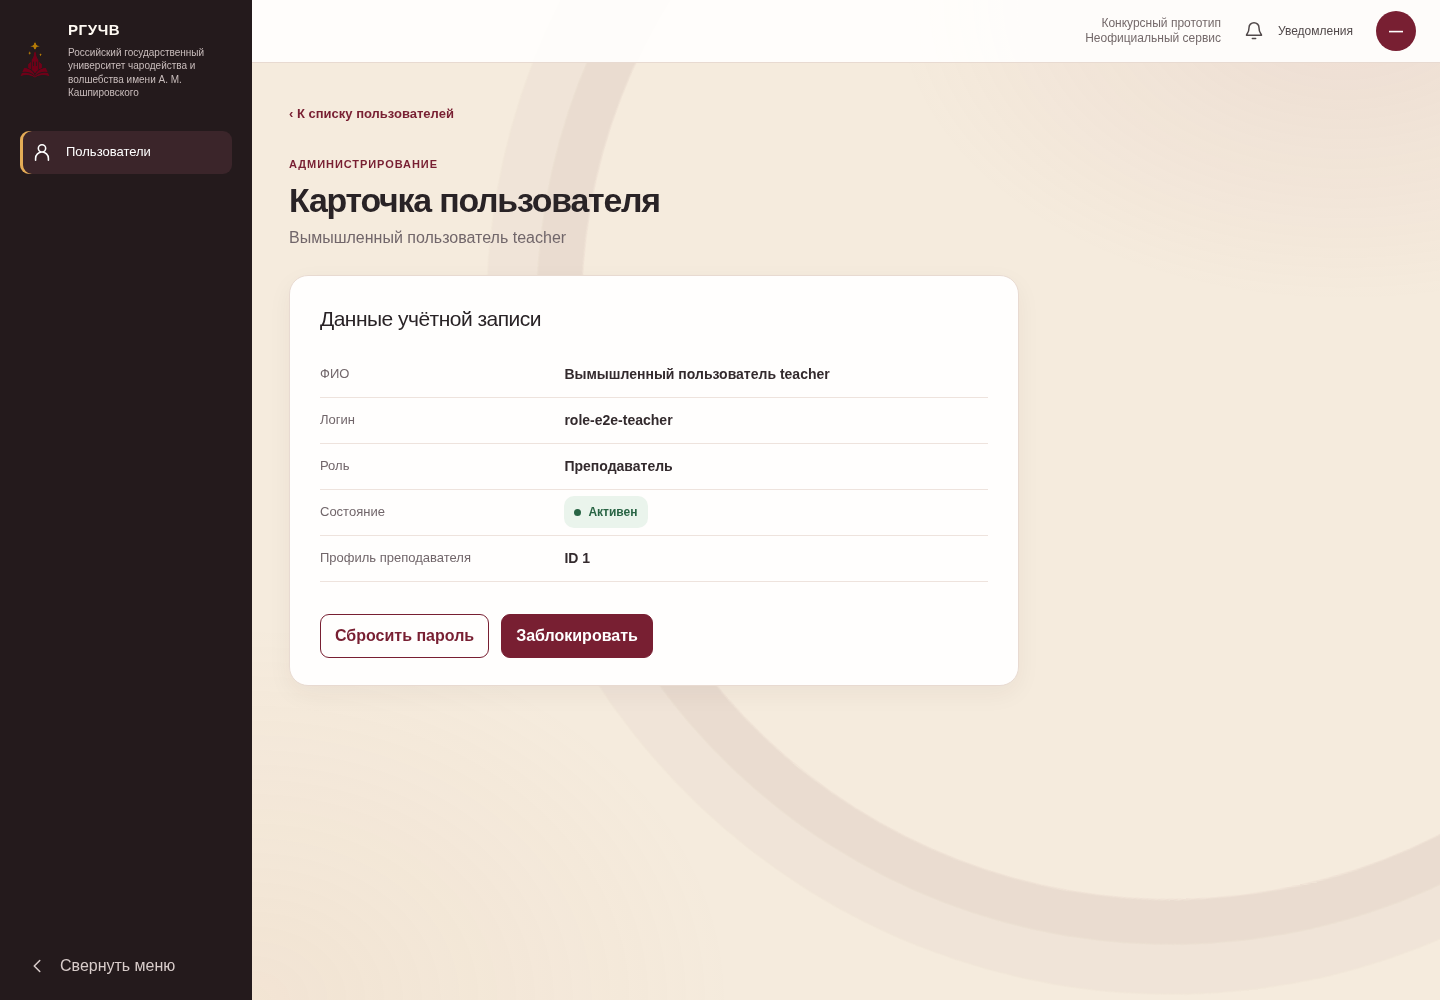 РГУЧВ
Российский государственный
университет чародейства и
волшебства имени А. М.
Кашпировского
Пользователи
Свернуть меню
Конкурсный прототип
Неофициальный сервис
Уведомления
—
‹ К списку пользователей
АДМИНИСТРИРОВАНИЕ
Карточка пользователя
Вымышленный пользователь teacher
Данные учётной записи
ФИО Вымышленный пользователь teacher
Логин role-e2e-teacher
Роль Преподаватель
Состояние Активен
Профиль преподавателя ID 1
Сбросить пароль Заблокировать